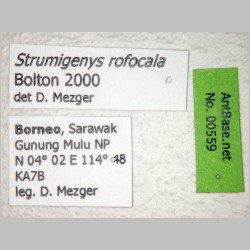 Strumigenys rofocala
Bolton 2000
det D. Mezger
Borneo, Sarawak
Gunung Mulu NP
N 04° 02 E 114° 48
KA7B
leg. D. Mezger
AntBase.net
No. 00559